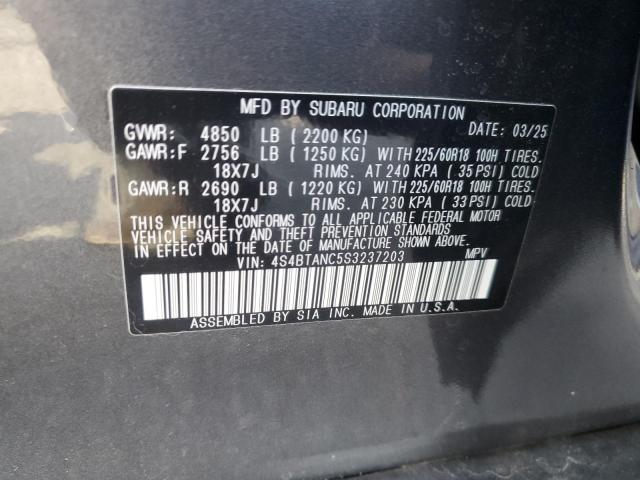 MFD BY SUBARU CORPORATION
GVWR: 4850 LB (2200 KG) DATE: 03/25
GAWR:F 2756 LB (1250 KG) WITH 225/60R18 100H TIRES.
18X7J RIMS. AT 240 KPA (35 PSI) COLD
GAWR:R 2690 LB (1220 KG) WITH 225/60R18 100H TIRES.
18X7J RIMS. AT 230 KPA (33 PSI) COLD
THIS VEHICLE CONFORMS TO ALL APPLICABLE FEDERAL MOTOR
VEHICLE SAFETY AND THEFT PREVENTION STANDARDS
IN EFFECT ON THE DATE OF MANUFACTURE SHOWN ABOVE.
VIN: 4S4BTANC5S3237203 MPV
ASSEMBLED BY SIA INC. MADE IN U.S.A.